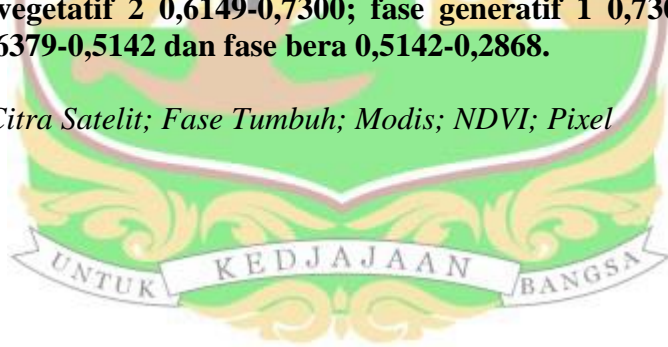 vegetatif 2 0,6149-0,7300; fase generatif 1 0,730
6379-0,5142 dan fase bera 0,5142-0,2868.
Citra Satelit; Fase Tumbuh; Modis; NDVI; Pixel
UNTUK KEDJAJAAN BANGSA